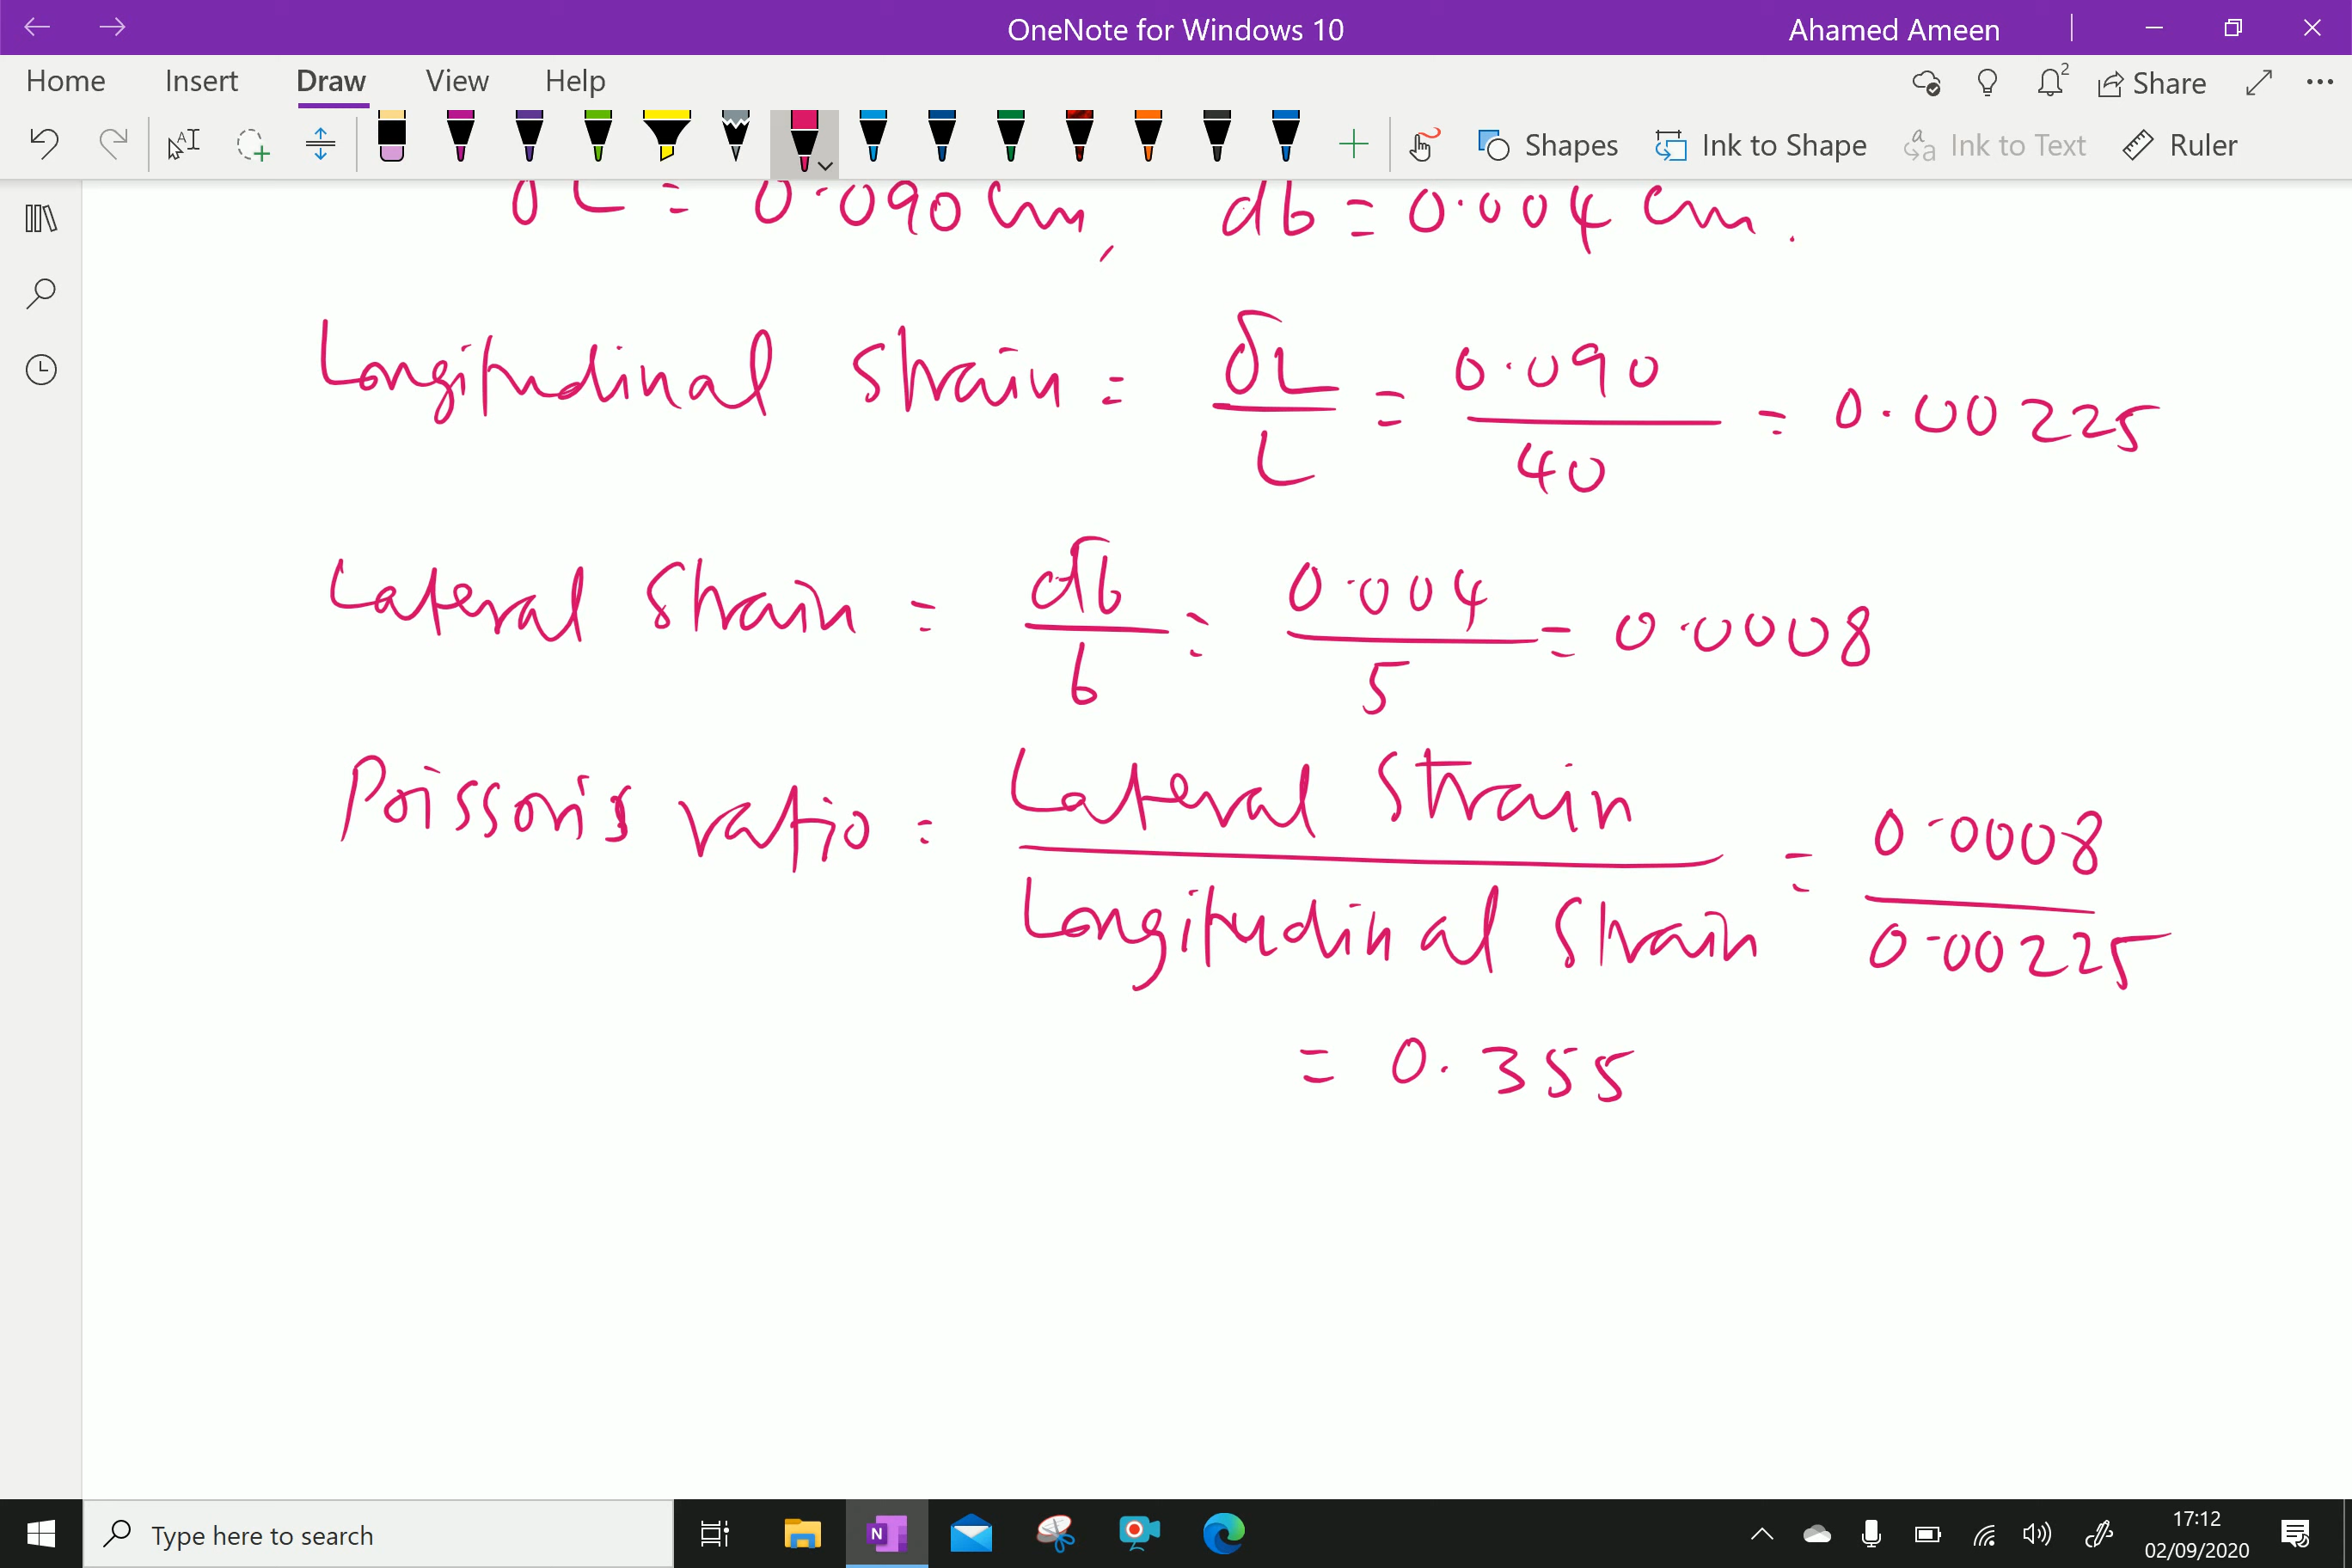 OneNote for Windows 10 Ahamed Ameen
Home Insert Draw View Help 2 Share
Shapes Ink to Shape Ink to Text Ruler
δL = 0.090 cm, db = 0.004 cm.
Longitudinal Strain = δL/L = 0.090/40 = 0.00225
Lateral Strain = δb/b = 0.004/5 = 0.0008
Poisson's ratio = Lateral Strain/Longitudinal Strain = 0.0008/0.00225
= 0.355
Type here to search
17:12
02/09/2020